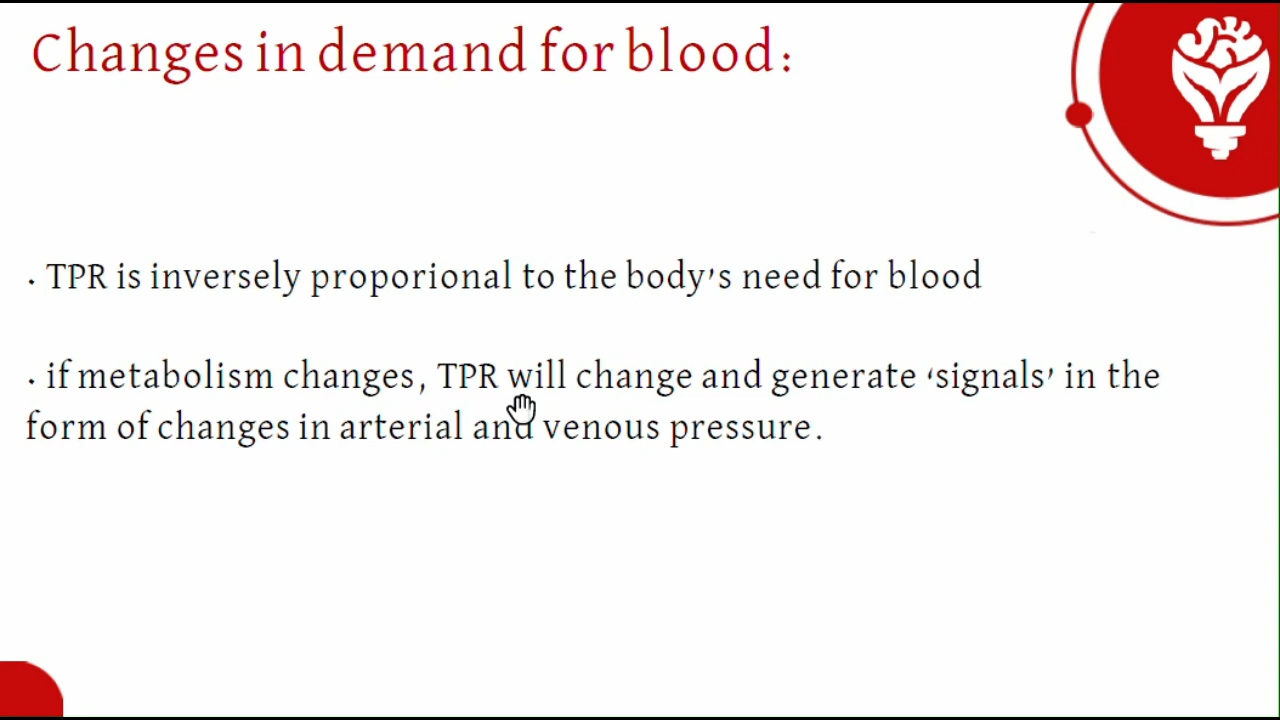 Changes in demand for blood:
· TPR is inversely proporional to the body's need for blood
· if metabolism changes, TPR will change and generate ‘signals’ in the
form of changes in arterial and venous pressure.